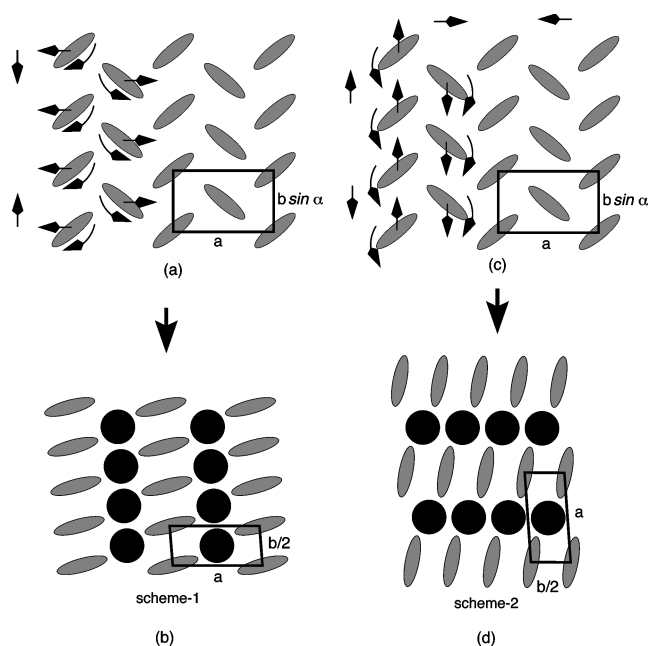 b sin α
a
(a)
b sin α
a
(c)
b/2
a
scheme-1
(b)
a
b/2
scheme-2
(d)